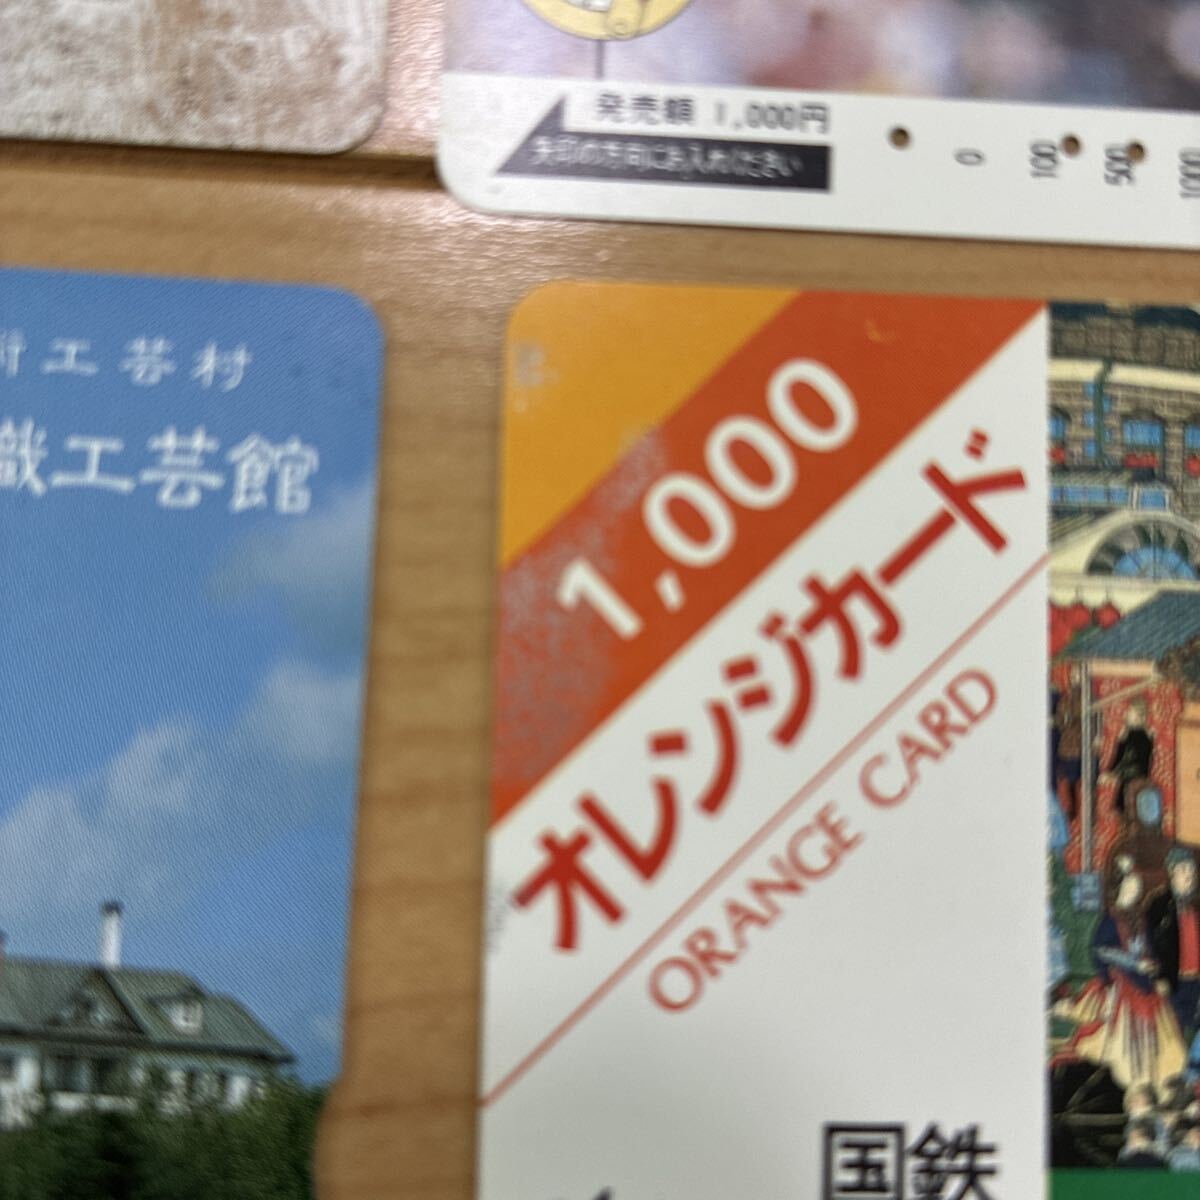 発売額 1,000円
矢印の方向にお入れください
0 100 500 1000
工芸村
織工芸館
1,000
オレンジカード
ORANGE CARD
国鉄